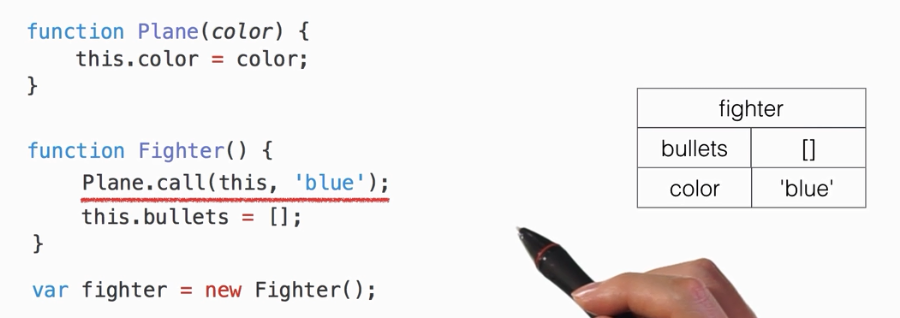 function Plane(color) {
this.color = color;
}
function Fighter() {
Plane.call(this, 'blue');
this.bullets = [];
}
var fighter = new Fighter();
fighter
bullets []
color 'blue'